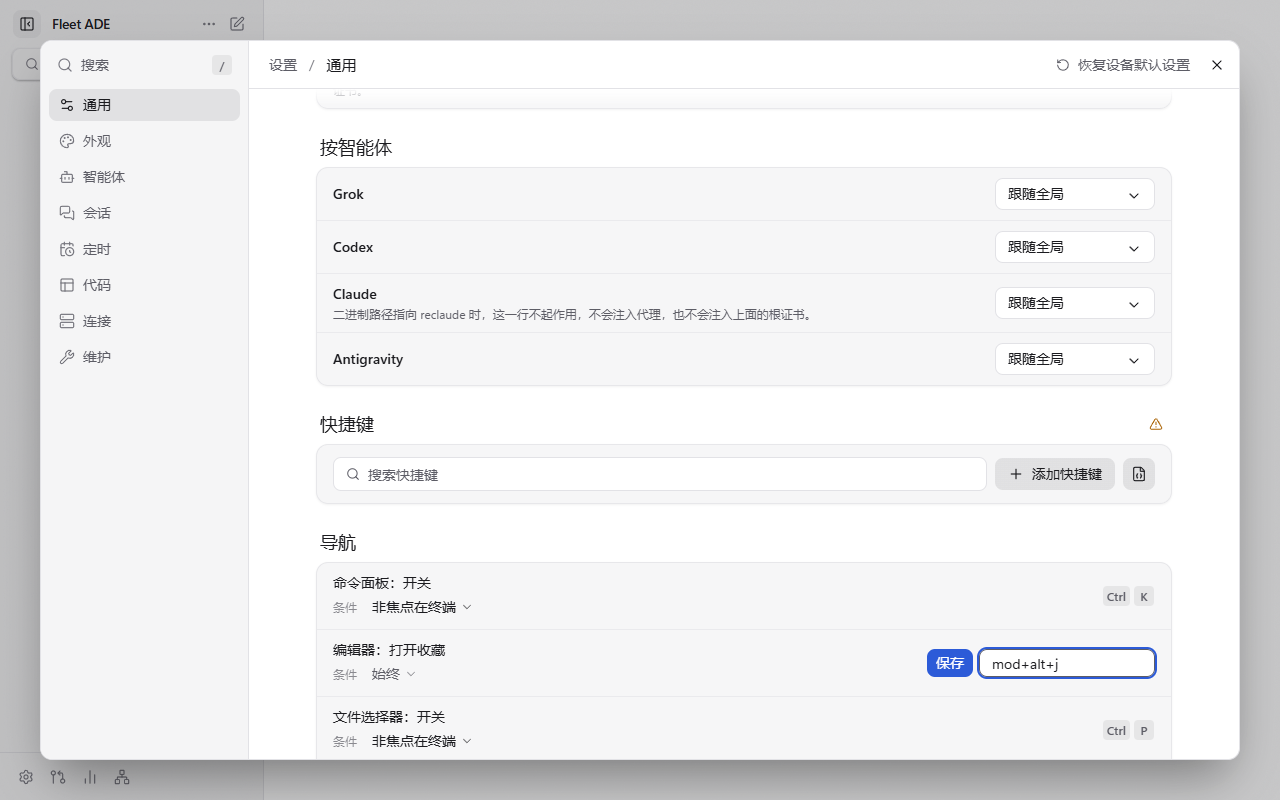 Fleet ADE
搜索
/
通用
外观
智能体
会话
定时
代码
连接
维护
设置 / 通用
恢复设备默认设置
按智能体
Grok
跟随全局
Codex
跟随全局
Claude
二进制路径指向 reclaude 时，这一行不起作用，不会注入代理，也不会注入上面的根证书。
跟随全局
Antigravity
跟随全局
快捷键
搜索快捷键
添加快捷键
导航
命令面板：开关
条件 非焦点在终端
Ctrl K
编辑器：打开收藏
条件 始终
保存
mod+alt+j
文件选择器：开关
条件 非焦点在终端
Ctrl P